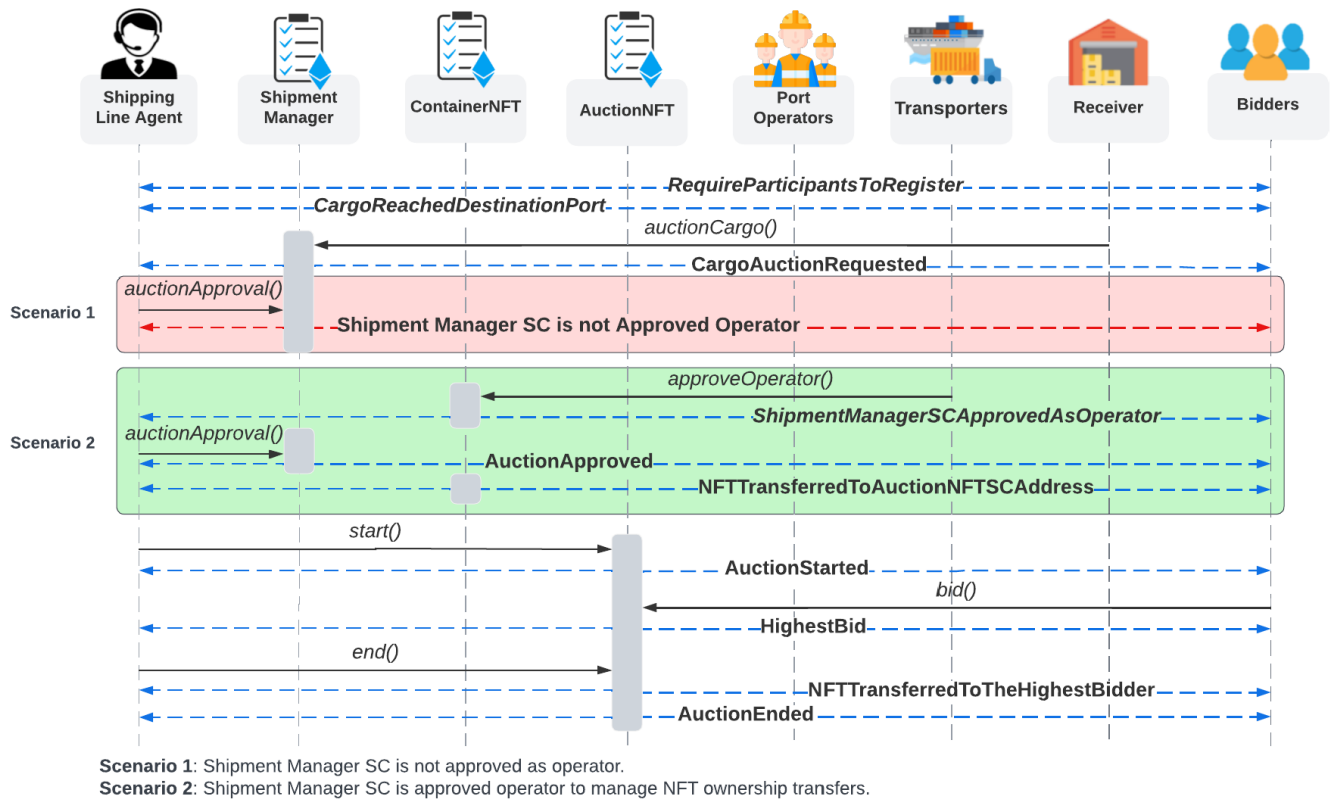 Shipping
Line Agent
Shipment
Manager
ContainerNFT
AuctionNFT
Port
Operators
Transporters
Receiver
Bidders
RequireParticipantsToRegister
CargoReachedDestinationPort
auctionCargo()
CargoAuctionRequested
auctionApproval()
Scenario 1
Shipment Manager SC is not Approved Operator
approveOperator()
ShipmentManagerSCApprovedAsOperator
auctionApproval()
Scenario 2
AuctionApproved
NFTTransferredToAuctionNFTSCAddress
start()
AuctionStarted
bid()
HighestBid
end()
NFTTransferredToTheHighestBidder
AuctionEnded
Scenario 1: Shipment Manager SC is not approved as operator.
Scenario 2: Shipment Manager SC is approved operator to manage NFT ownership transfers.